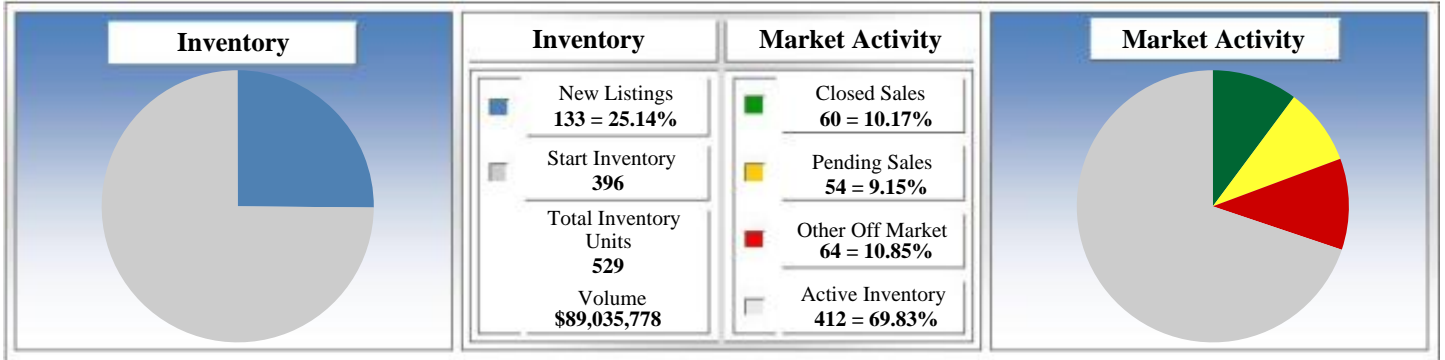 Inventory
Inventory
New Listings
133 = 25.14%
Start Inventory
396
Total Inventory
Units
529
Volume
$89,035,778
Market Activity
Closed Sales
60 = 10.17%
Pending Sales
54 = 9.15%
Other Off Market
64 = 10.85%
Active Inventory
412 = 69.83%
Market Activity